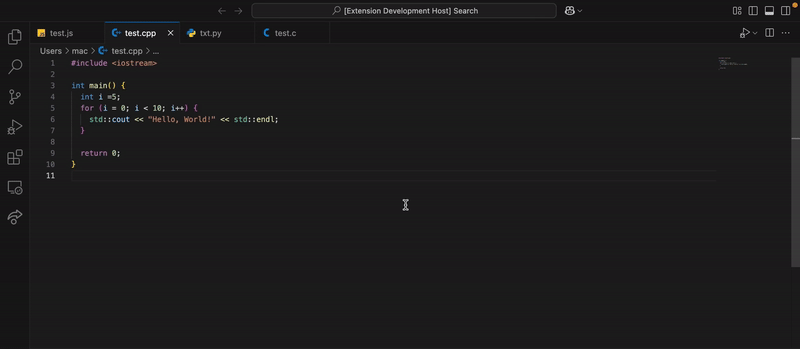 [Extension Development Host] Search
test.js
test.cpp
txt.py
test.c
Users > mac > test.cpp > ...
1 #include <iostream>
2
3 int main() {
4 int i =5;
5 for (i = 0; i < 10; i++) {
6 std::cout << "Hello, World!" << std::endl;
7 }
8
9 return 0;
10 }
11